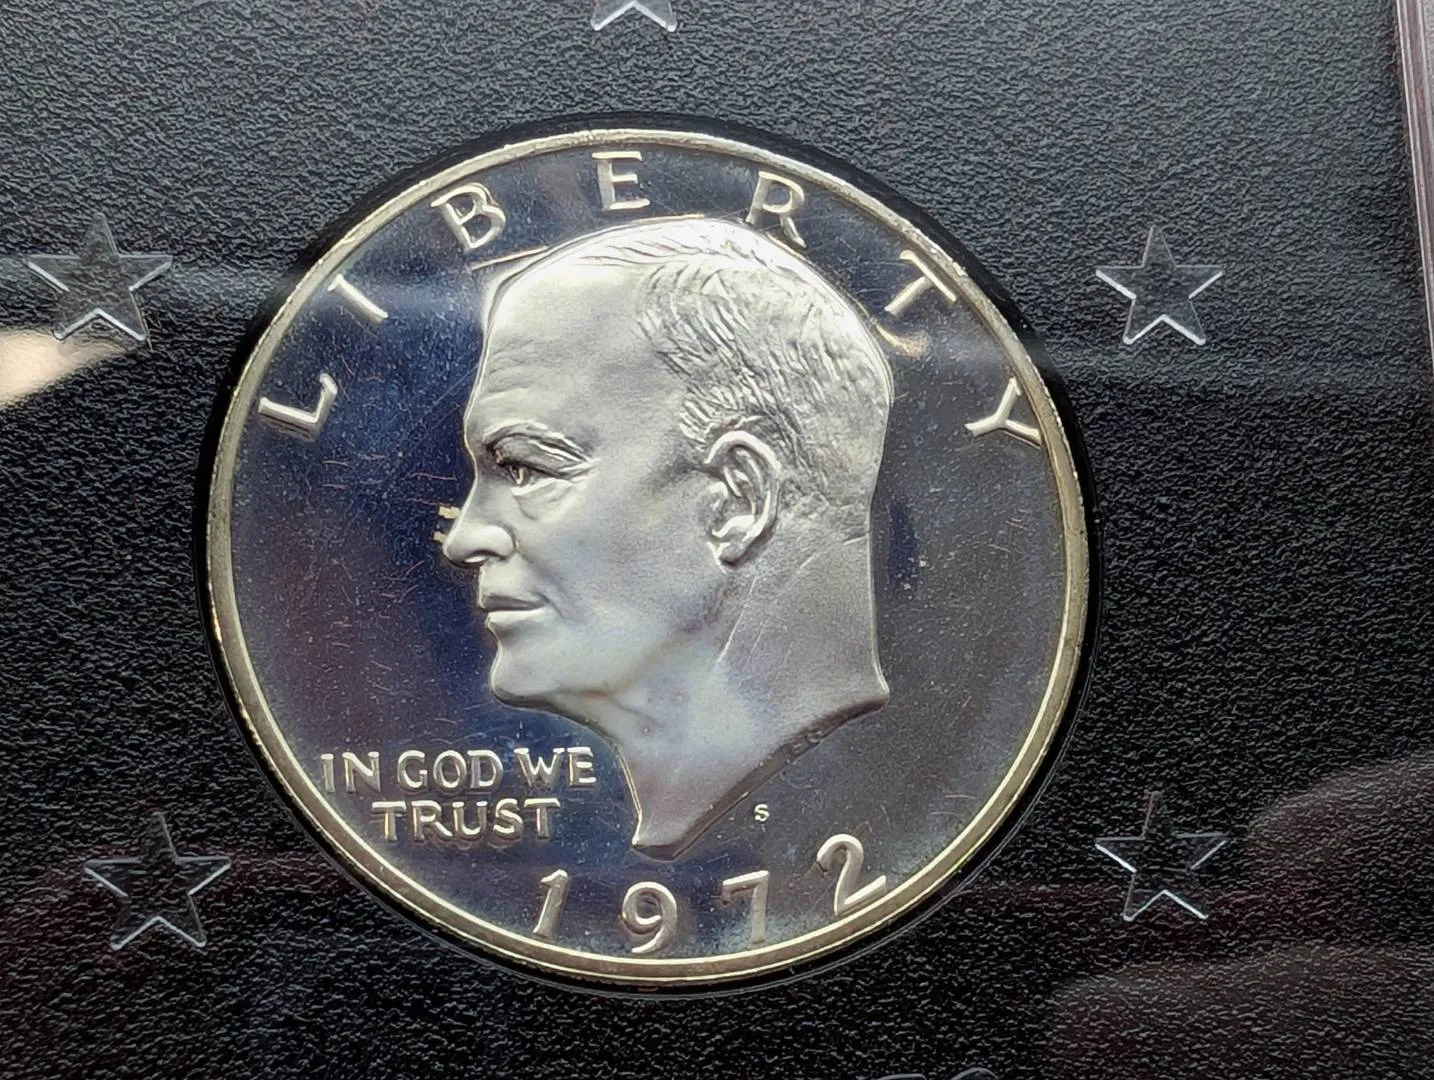 LIBERTY
IN GOD WE
TRUST
S
1972